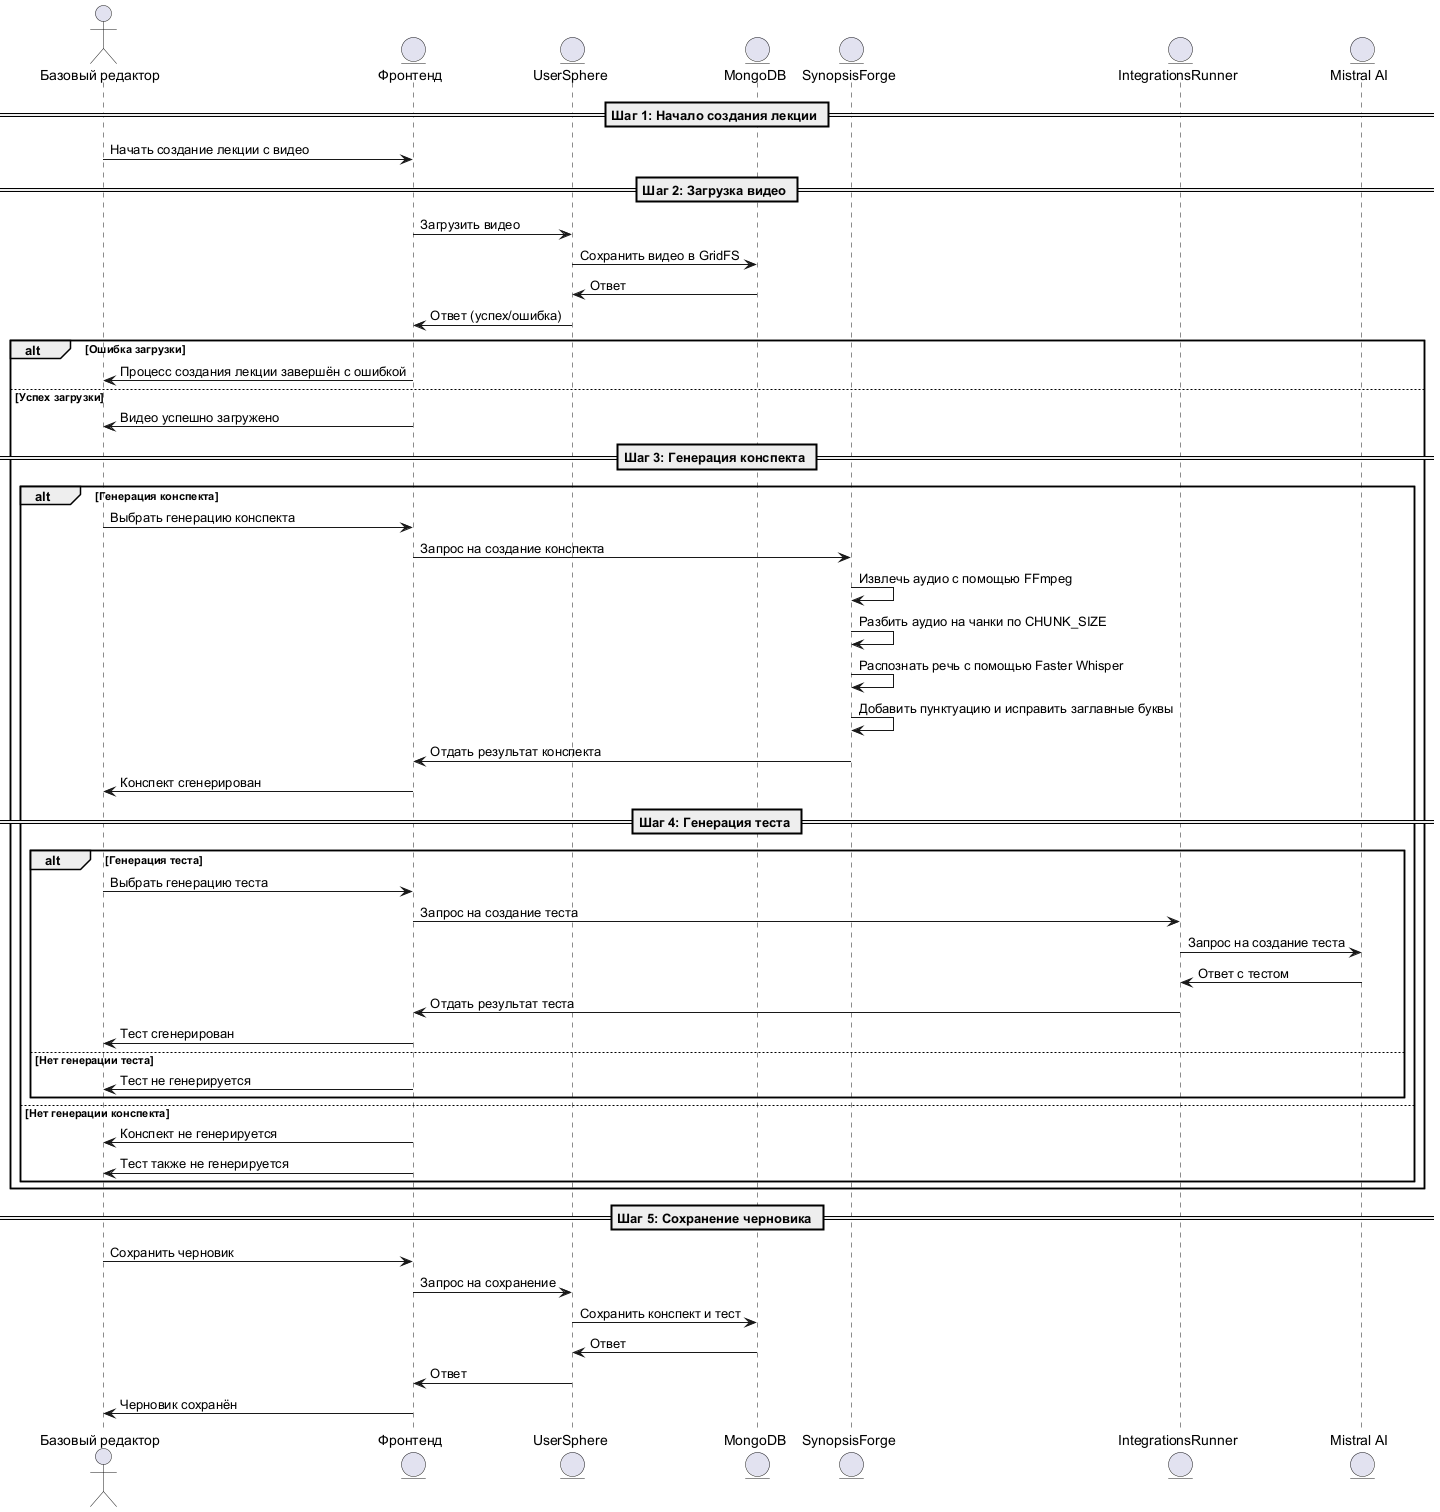 Базовый редактор
Фронтенд
UserSphere
MongoDB
SynopsisForge
IntegrationsRunner
Mistral AI
Шаг 1: Начало создания лекции
Начать создание лекции с видео
Шаг 2: Загрузка видео
Загрузить видео
Сохранить видео в GridFS
Ответ
Ответ (успех/ошибка)
alt
[Ошибка загрузки]
Процесс создания лекции завершён с ошибкой
[Успех загрузки]
Видео успешно загружено
Шаг 3: Генерация конспекта
alt
[Генерация конспекта]
Выбрать генерацию конспекта
Запрос на создание конспекта
Извлечь аудио с помощью FFmpeg
Разбить аудио на чанки по CHUNK_SIZE
Распознать речь с помощью Faster Whisper
Добавить пунктуацию и исправить заглавные буквы
Отдать результат конспекта
Конспект сгенерирован
Шаг 4: Генерация теста
alt
[Генерация теста]
Выбрать генерацию теста
Запрос на создание теста
Запрос на создание теста
Ответ с тестом
Отдать результат теста
Тест сгенерирован
[Нет генерации теста]
Тест не генерируется
[Нет генерации конспекта]
Конспект не генерируется
Тест также не генерируется
Шаг 5: Сохранение черновика
Сохранить черновик
Запрос на сохранение
Сохранить конспект и тест
Ответ
Ответ
Черновик сохранён
Базовый редактор
Фронтенд
UserSphere
MongoDB
SynopsisForge
IntegrationsRunner
Mistral AI